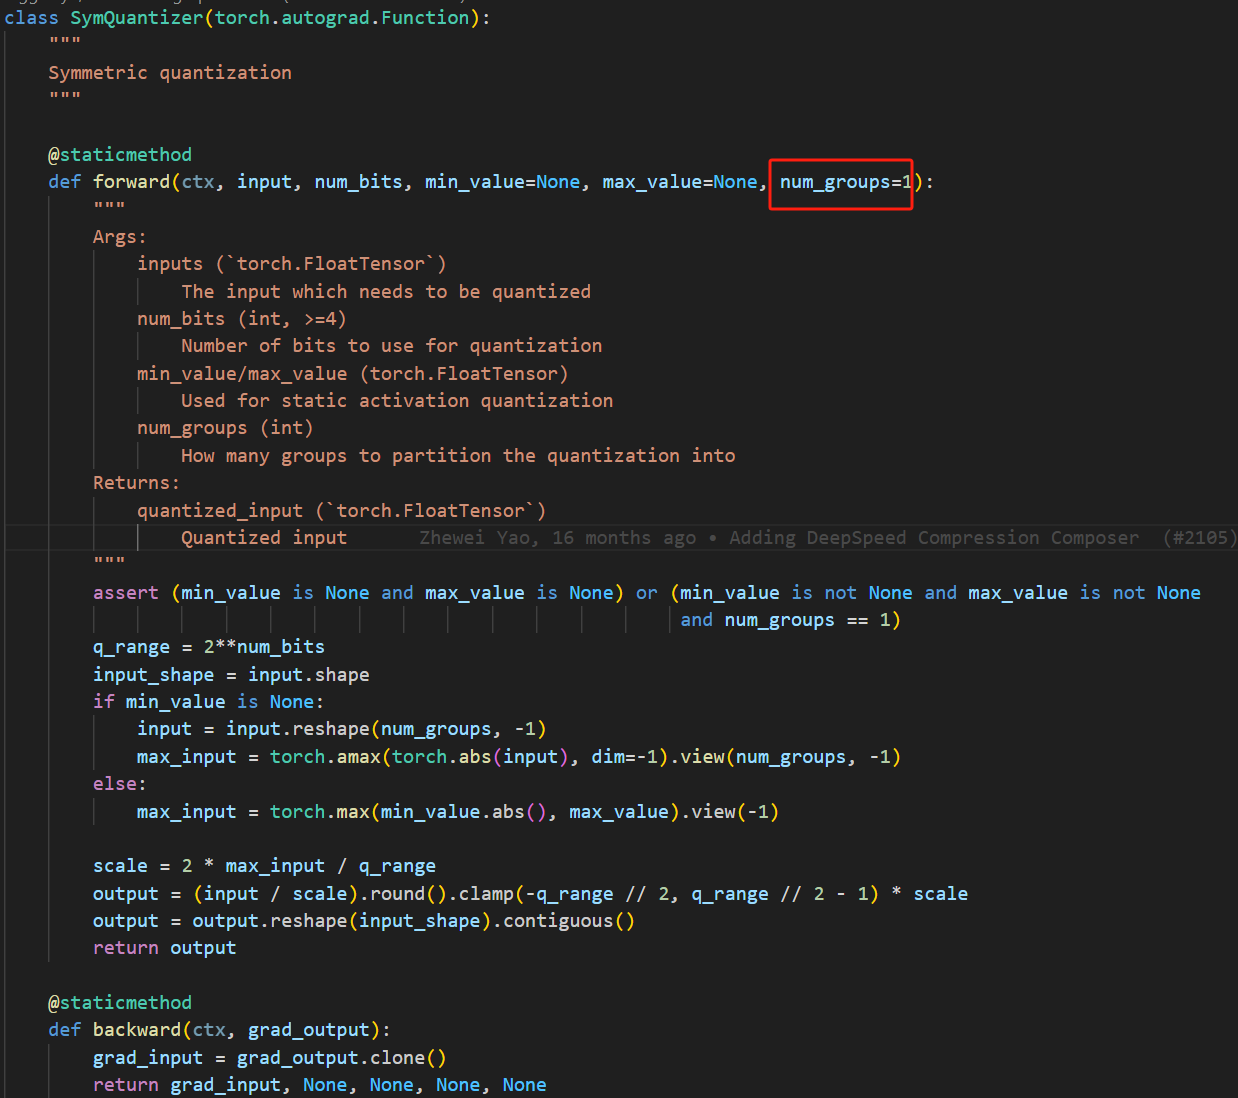 class SymQuantizer(torch.autograd.Function):
"""
Symmetric quantization
"""
@staticmethod
def forward(ctx, input, num_bits, min_value=None, max_value=None, num_groups=1):
"""
Args:
inputs (`torch.FloatTensor`)
The input which needs to be quantized
num_bits (int, >=4)
Number of bits to use for quantization
min_value/max_value (torch.FloatTensor)
Used for static activation quantization
num_groups (int)
How many groups to partition the quantization into
Returns:
quantized_input (`torch.FloatTensor`)
Quantized input Zhewei Yao, 16 months ago • Adding DeepSpeed Compression Composer (#2105)
"""
assert (min_value is None and max_value is None) or (min_value is not None and max_value is not None
and num_groups == 1)
q_range = 2**num_bits
input_shape = input.shape
if min_value is None:
input = input.reshape(num_groups, -1)
max_input = torch.amax(torch.abs(input), dim=-1).view(num_groups, -1)
else:
max_input = torch.max(min_value.abs(), max_value).view(-1)
scale = 2 * max_input / q_range
output = (input / scale).round().clamp(-q_range // 2, q_range // 2 - 1) * scale
output = output.reshape(input_shape).contiguous()
return output
@staticmethod
def backward(ctx, grad_output):
grad_input = grad_output.clone()
return grad_input, None, None, None, None